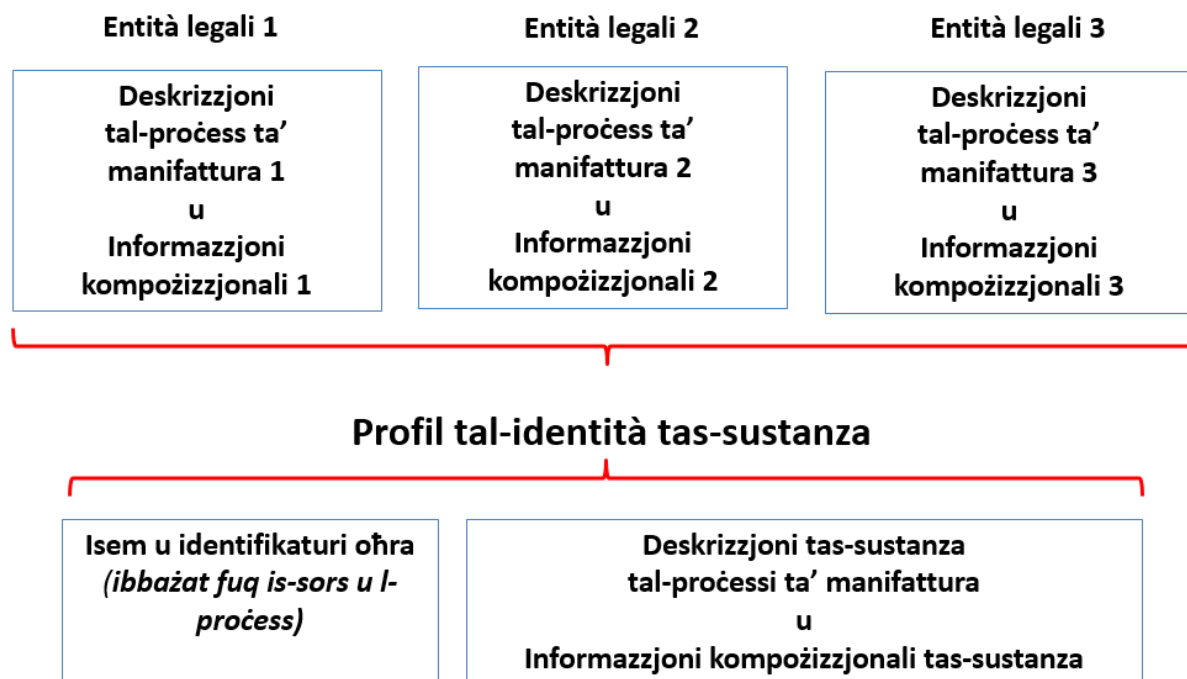 Entità legali 1
Entità legali 2
Entità legali 3
Deskrizzjoni
tal-proċess ta’
manifattura 1
u
Informazzjoni
kompożizzjonali 1
Deskrizzjoni
tal-proċess ta’
manifattura 2
u
Informazzjoni
kompożizzjonali 2
Deskrizzjoni
tal-proċess ta’
manifattura 3
u
Informazzjoni
kompożizzjonali 3
Profil tal-identità tas-sustanza
Isem u identifikaturi oħra
(ibbażat fuq is-sors u l-
proċess)
Deskrizzjoni tas-sustanza
tal-proċessi ta’ manifattura
u
Informazzjoni kompożizzjonali tas-sustanza